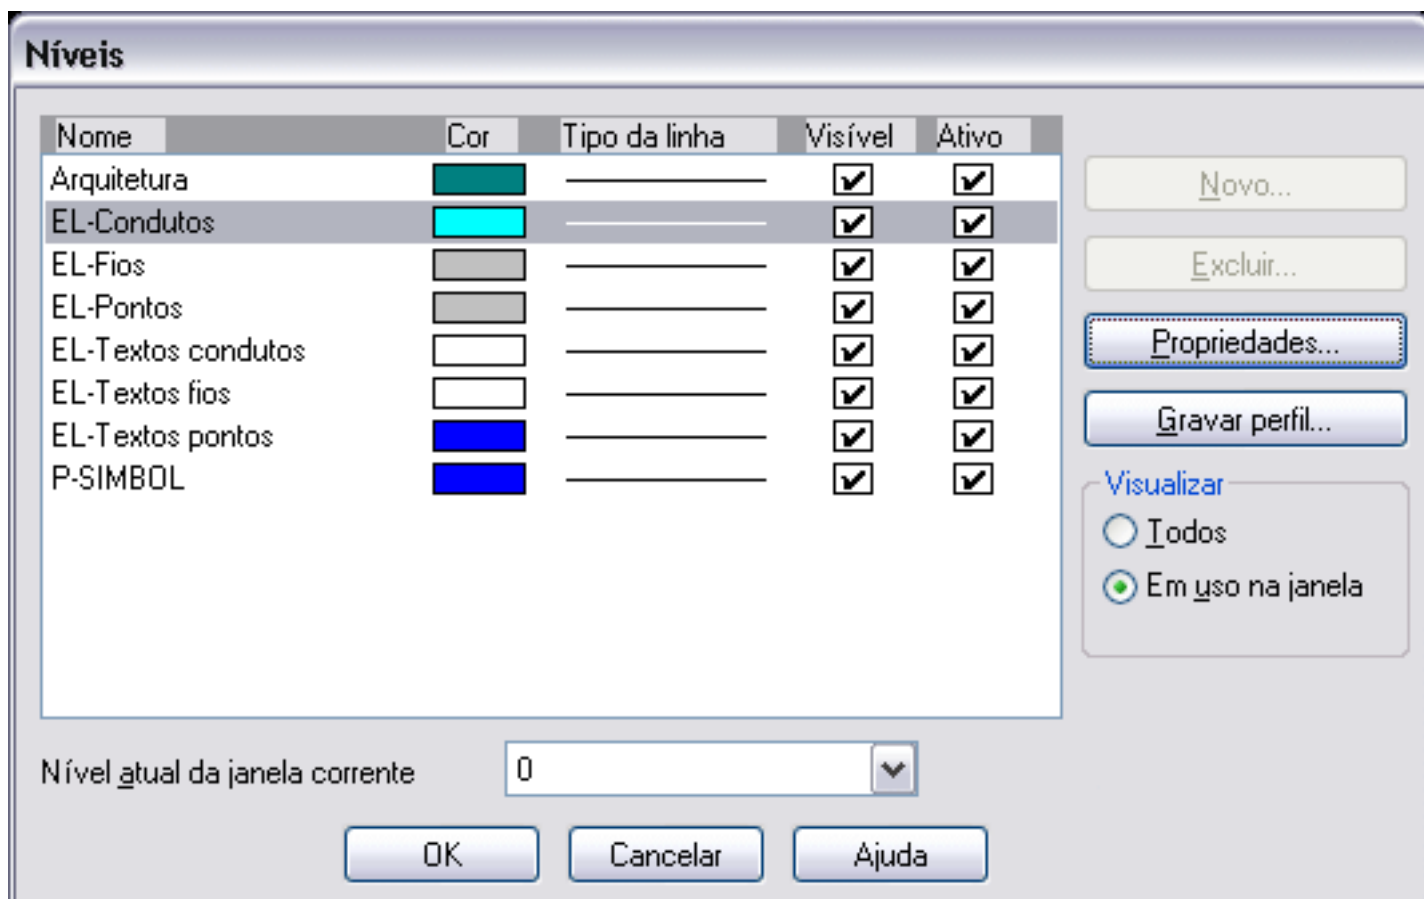 Níveis
Nome Cor Tipo da linha Visível Ativo
Arquitetura
EL-Condutos
EL-Fios
EL-Pontos
EL-Textos condutos
EL-Textos fios
EL-Textos pontos
P-SIMBOL
Novo...
Excluir...
Propriedades...
Gravar perfil...
Visualizar
Todos
Em uso na janela
Nível atual da janela corrente 0
OK Cancelar Ajuda